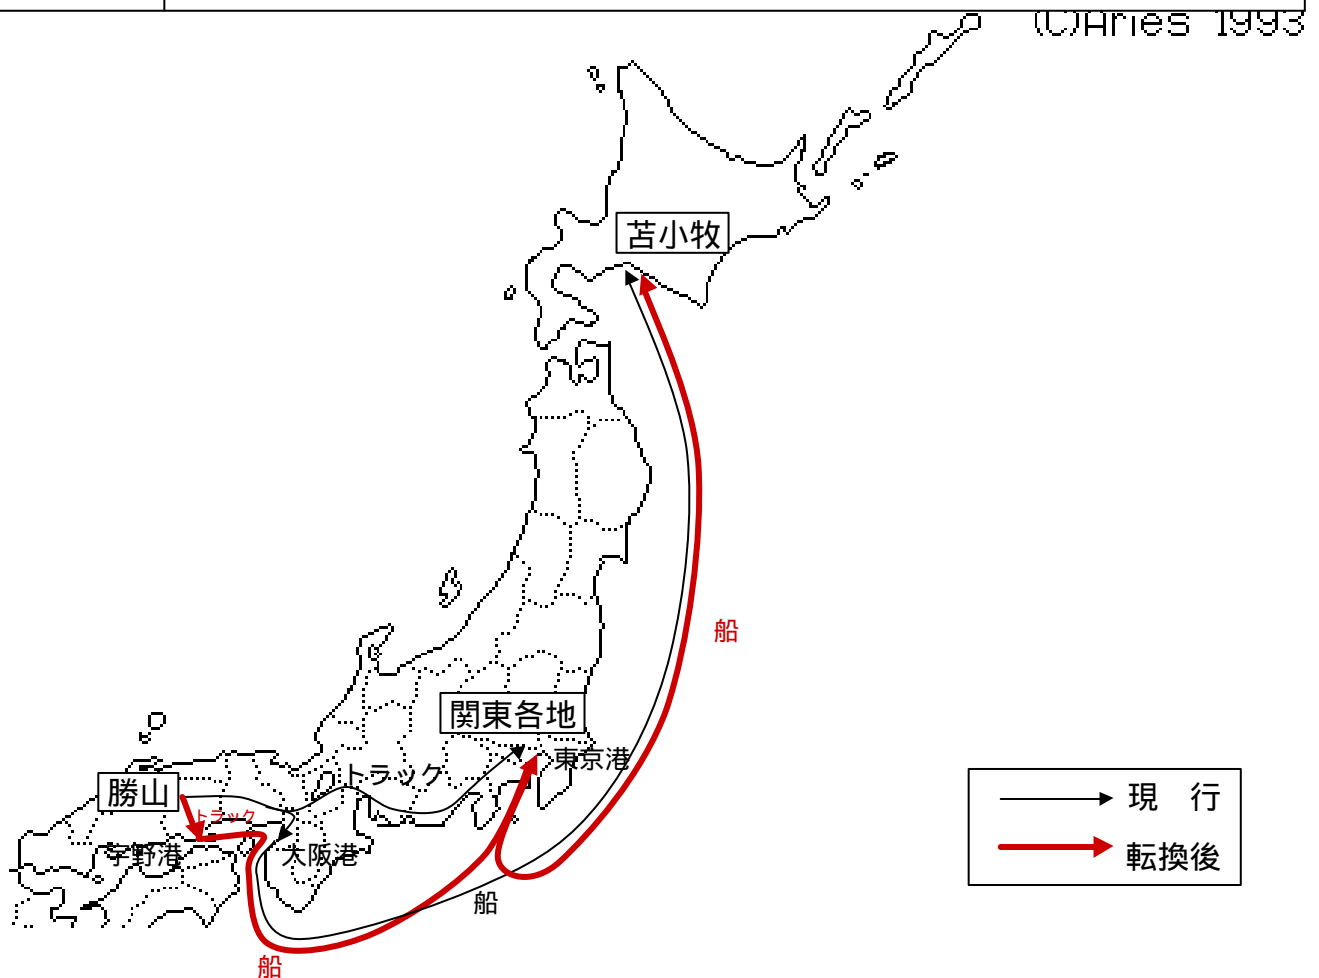 (C)Aries 1993
苫小牧
船
関東各地
東京港
トラック
勝山
トラック
宇野港
大阪港
船
船
現　行
転換後